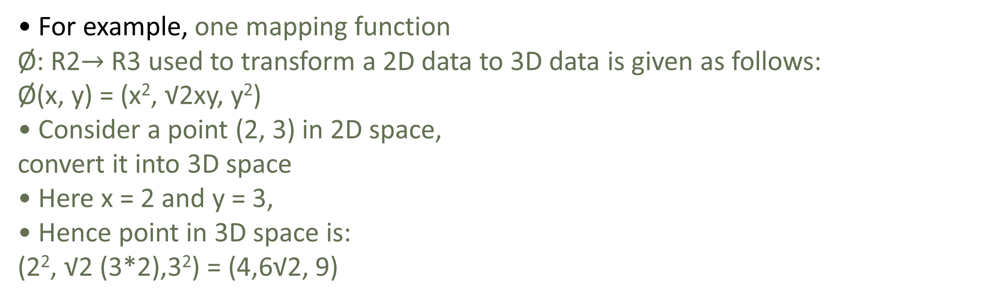 • For example, one mapping function
Ø: R2→ R3 used to transform a 2D data to 3D data is given as follows:
Ø(x, y) = (x², √2xy, y²)
• Consider a point (2, 3) in 2D space,
convert it into 3D space
• Here x = 2 and y = 3,
• Hence point in 3D space is:
(2², √2 (3*2),3²) = (4,6√2, 9)